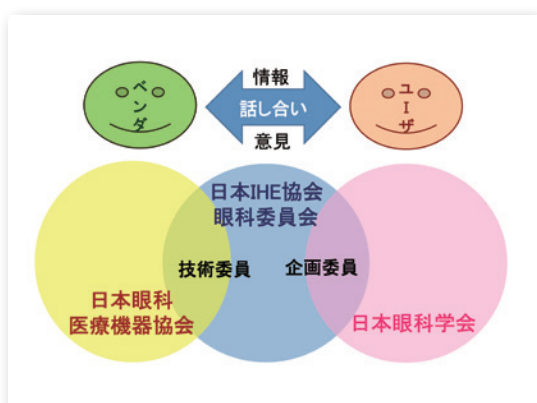 ベンダ
情報
話し合い
意見
ユーザ
日本IHE協会
眼科委員会
技術委員
企画委員
日本眼科
医療機器協会
日本眼科学会